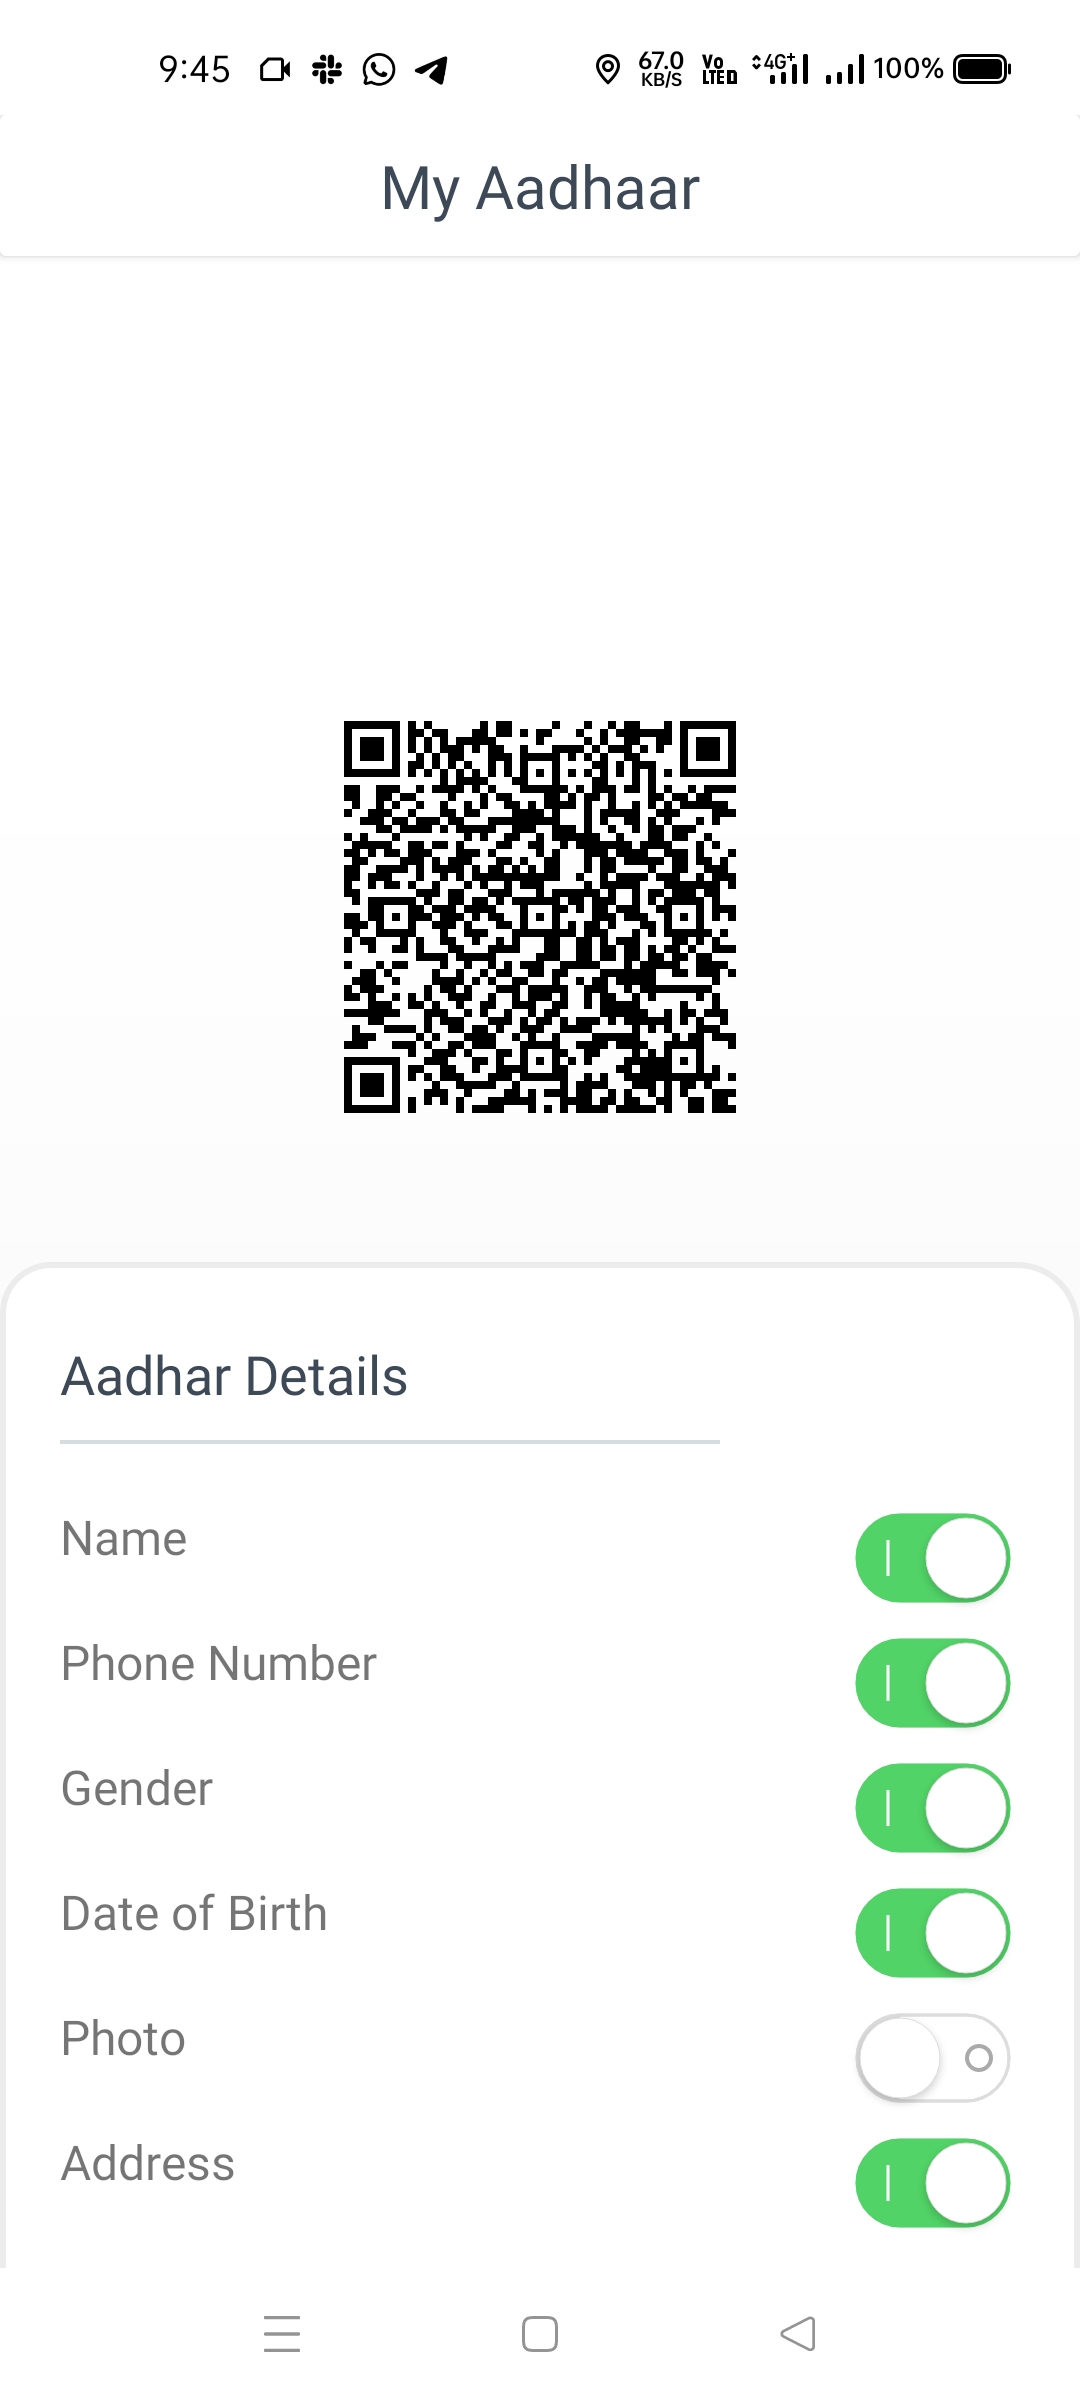 9:45 67.0 KB/S Vo LTE 4G+ 100%
My Aadhaar
Aadhar Details
Name
Phone Number
Gender
Date of Birth
Photo
Address